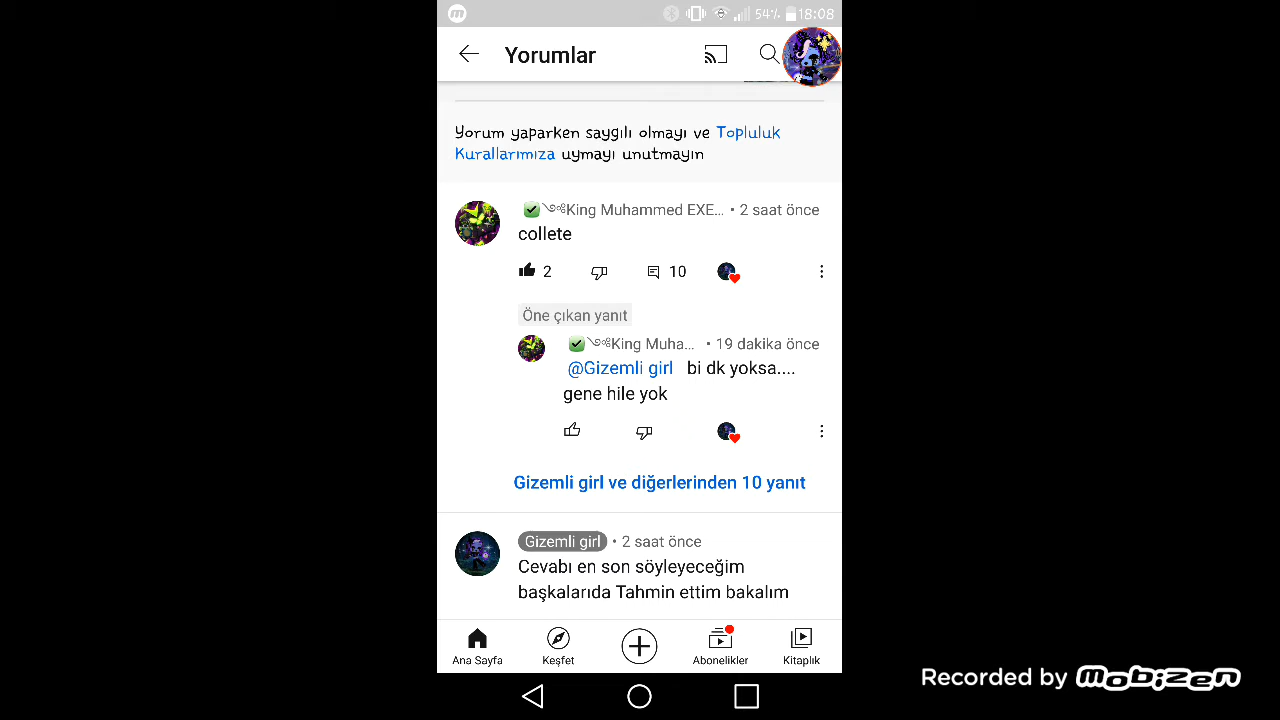 54% 18:08
Yorumlar
Yorum yaparken saygılı olmayı ve Topluluk
Kurallarımıza uymayı unutmayın
✅༺King Muhammed EXE... • 2 saat önce
collete
2 10
Öne çıkan yanıt
✅༺King Muha... • 19 dakika önce
@Gizemli girl bi dk yoksa....
gene hile yok
Gizemli girl ve diğerlerinden 10 yanıt
Gizemli girl • 2 saat önce
Cevabı en son söyleyeceğim
başkalarıda Tahmin ettim bakalım
Ana Sayfa Keşfet Abonelikler Kitaplık
Recorded by mobizen